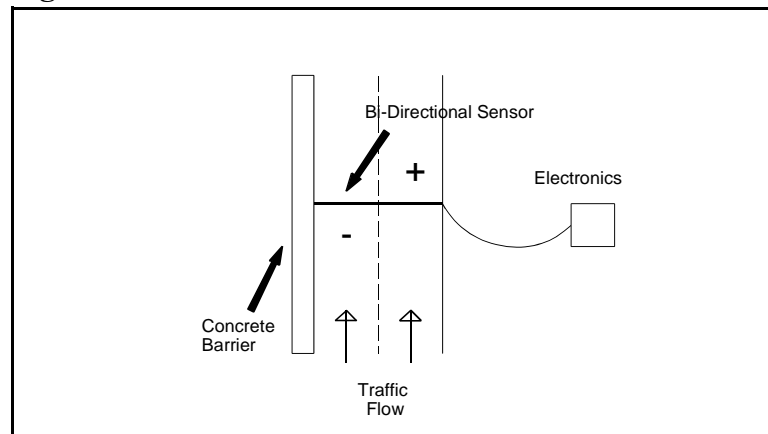 Bi-Directional Sensor
+
Electronics
-
Concrete
Barrier
Traffic
Flow